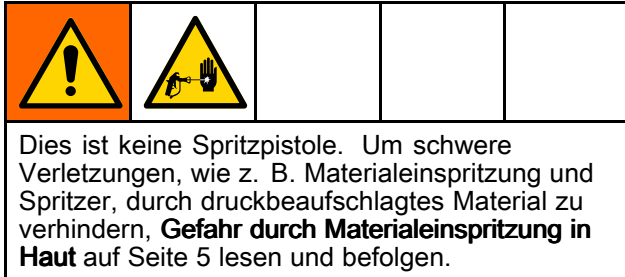 Dies ist keine Spritzpistole. Um schwere
Verletzungen, wie z. B. Materialeinspritzung und
Spritzer, durch druckbeaufschlagtes Material zu
verhindern, Gefahr durch Materialeinspritzung in
Haut auf Seite 5 lesen und befolgen.